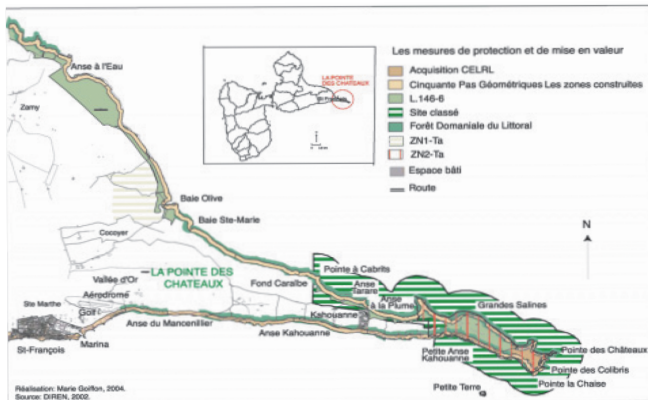 Les mesures de protection et de mise en valeur
Acquisition CELRL
Cinquante Pas Géométriques Les zones construites
L.146-6
Site classé
Forêt Domaniale du Littoral
ZN1-Ta
ZN2-Ta
Espace bâti
Route
LA POINTE
DES CHATEAUX
N
Anse à l'Eau
Zamy
Baie Olive
Baie Ste-Marie
Cocoyer
LA POINTE DES
CHATEAUX
Vallée d'Or
Fond Caraïbe
Pointe à Cabrits
Anse
Tarare
Anse
à la Plume
Grandes Salines
Ste Marthe
Aérodrome
Golf
Kahouanne
Anse du Mancenillier
Anse Kahouanne
St-François
Marina
Petite Anse
Kahouanne
Pointe des Châteaux
Pointe des Colibris
Pointe la Chaise
Petite Terre
Réalisation: Marie Goiffon, 2004.
Source: DIREN, 2002.